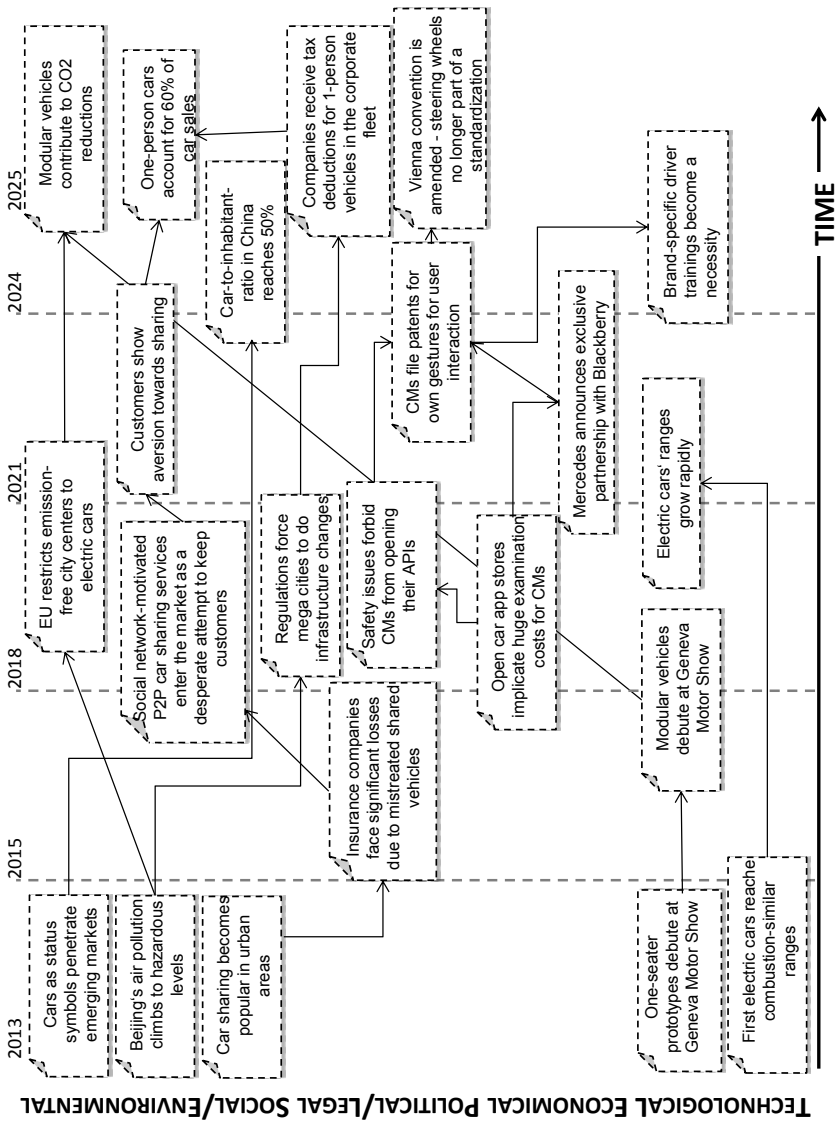 2013
2015
2018
2021
2024
2025
Cars as status
symbols penetrate
emerging markets
Beijing's air pollution
climbs to hazardous
levels
Car sharing becomes
popular in urban
areas
One-seater
prototypes debute at
Geneva Motor Show
First electric cars reache
combustion-similar
ranges
Insurance companies
face significant losses
due to mistreated shared
vehicles
Modular vehicles
debute at Geneva
Motor Show
EU restricts emission-
free city centers to
electric cars
Social network-motivated
P2P car sharing services
enter the market as a
desperate attempt to keep
customers
Regulations force
mega cities to do
infrastructure changes
Safety issues forbid
CMs from opening
their APIs
Open car app stores
implicate huge examination
costs for CMs
Electric cars' ranges
grow rapidly
Customers show
aversion towards sharing
CMs file patents for
own gestures for user
interaction
Mercedes announces exclusive
partnership with Blackberry
Modular vehicles
contribute to CO2
reductions
One-person cars
account for 60% of
car sales
Car-to-inhabitant-
ratio in China
reaches 50%
Companies receive tax
deductions for 1-person
vehicles in the corporate
fleet
Vienna convention is
amended - steering wheels
no longer part of a
standardization
Brand-specific driver
trainings become a
necessity
TECHNOLOGICAL ECONOMICAL POLITICAL/LEGAL SOCIAL/ENVIRONMENTAL
TIME